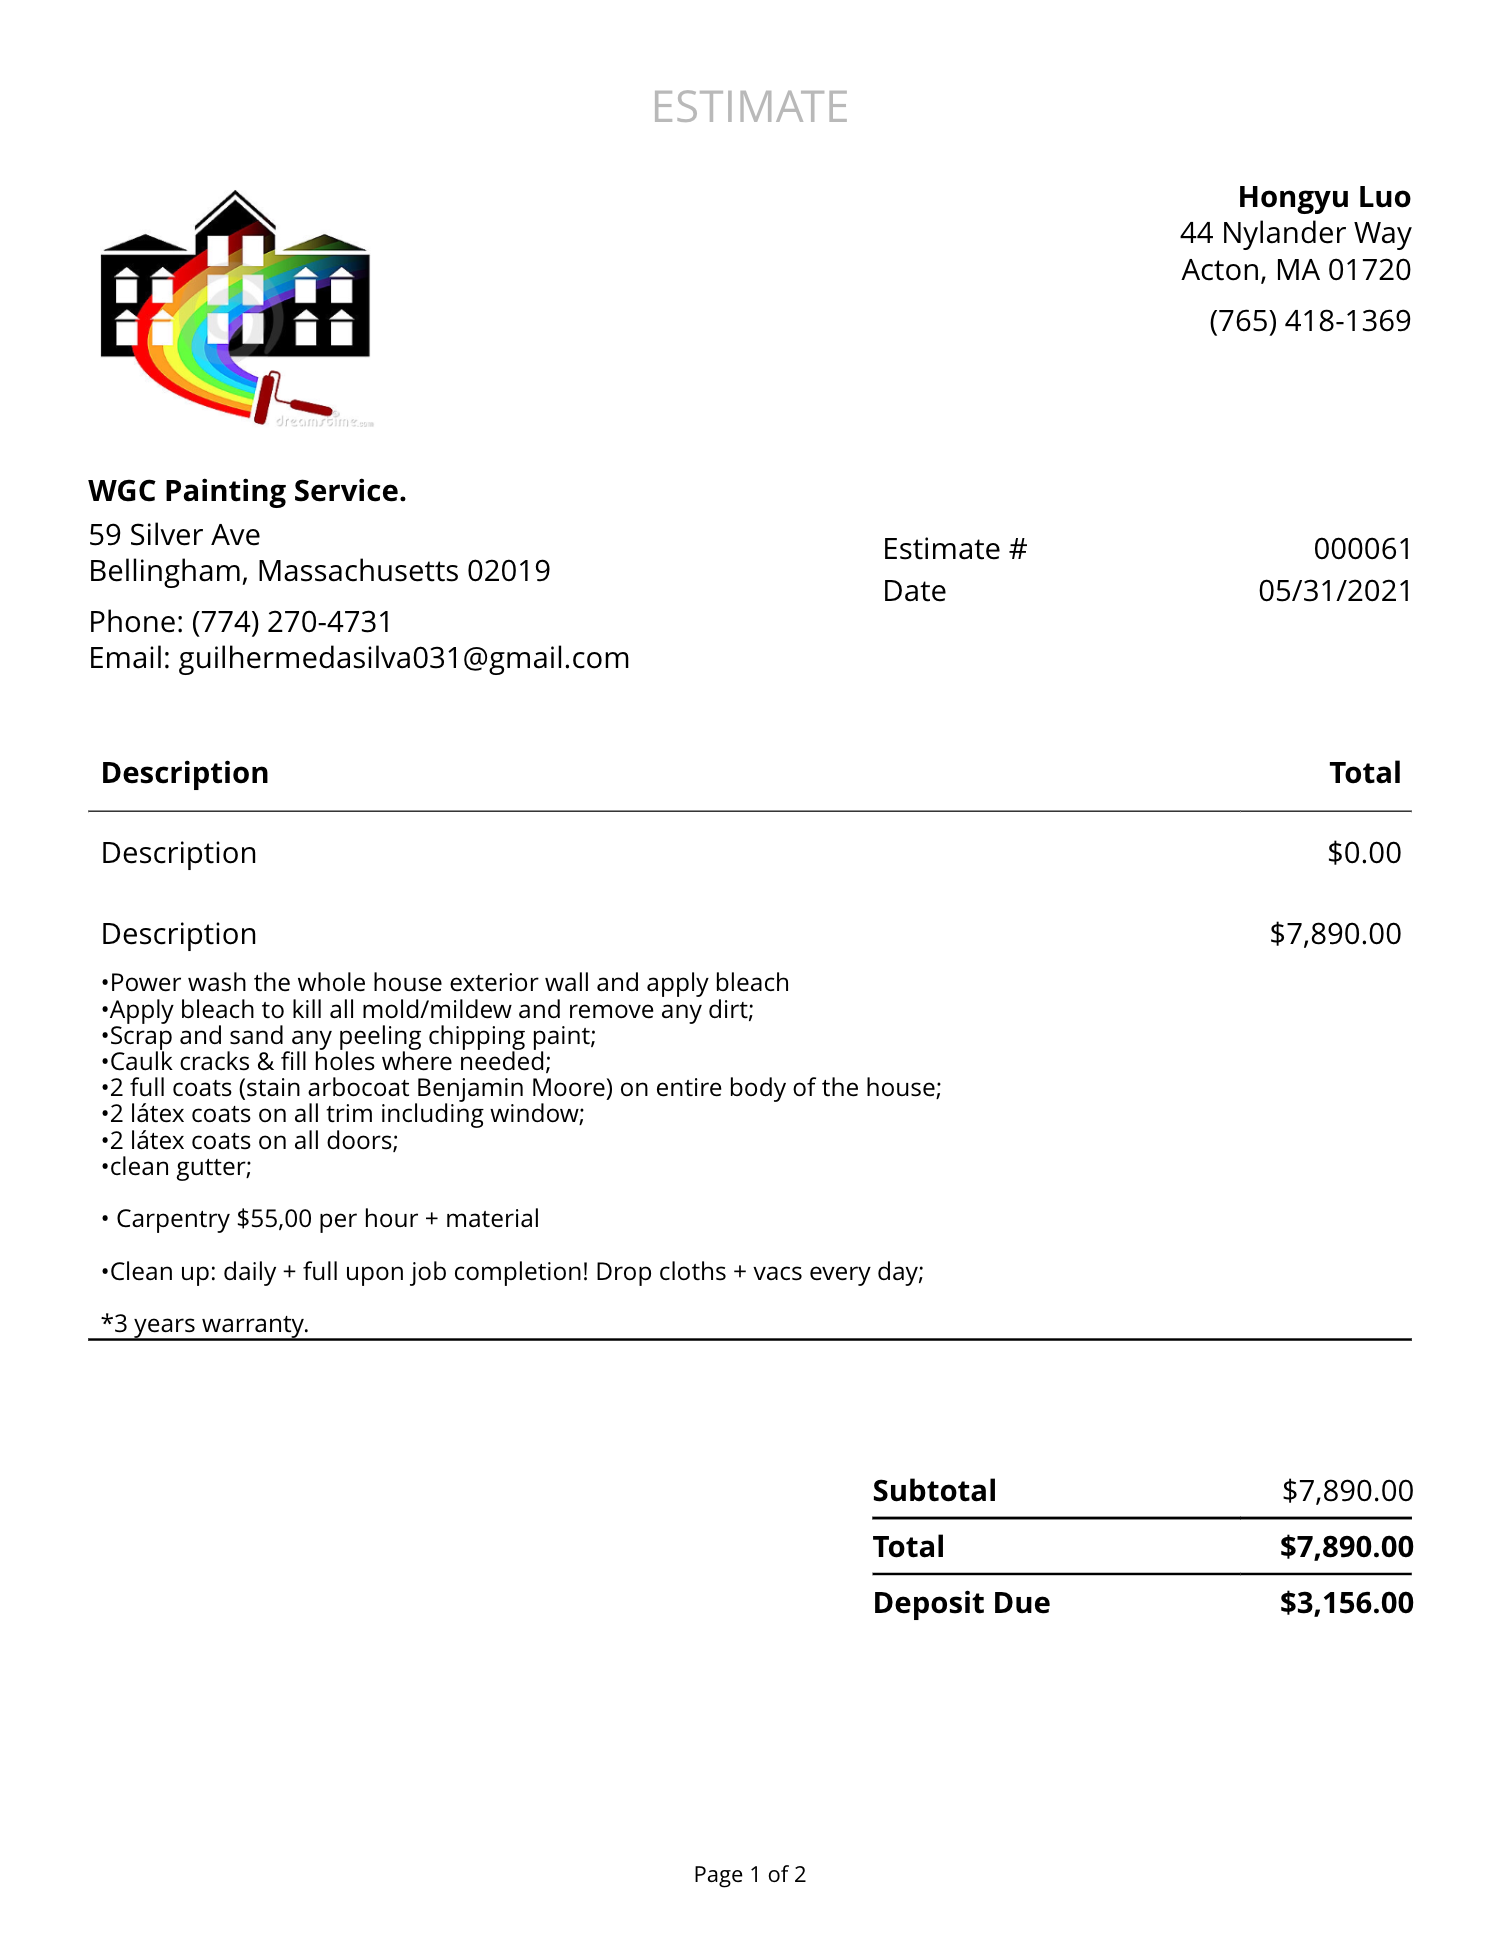 ESTIMATE
Hongyu Luo
44 Nylander Way
Acton, MA 01720
(765) 418-1369
dreamstime.com
WGC Painting Service.
59 Silver Ave
Bellingham, Massachusetts 02019
Phone: (774) 270-4731
Email: guilhermedasilva031@gmail.com
Estimate # 000061
Date 05/31/2021
Description Total
Description $0.00
Description $7,890.00
•Power wash the whole house exterior wall and apply bleach
•Apply bleach to kill all mold/mildew and remove any dirt;
•Scrap and sand any peeling chipping paint;
•Caulk cracks & fill holes where needed;
•2 full coats (stain arbocoat Benjamin Moore) on entire body of the house;
•2 látex coats on all trim including window;
•2 látex coats on all doors;
•clean gutter;
• Carpentry $55,00 per hour + material
•Clean up: daily + full upon job completion! Drop cloths + vacs every day;
*3 years warranty.
Subtotal $7,890.00
Total $7,890.00
Deposit Due $3,156.00
Page 1 of 2